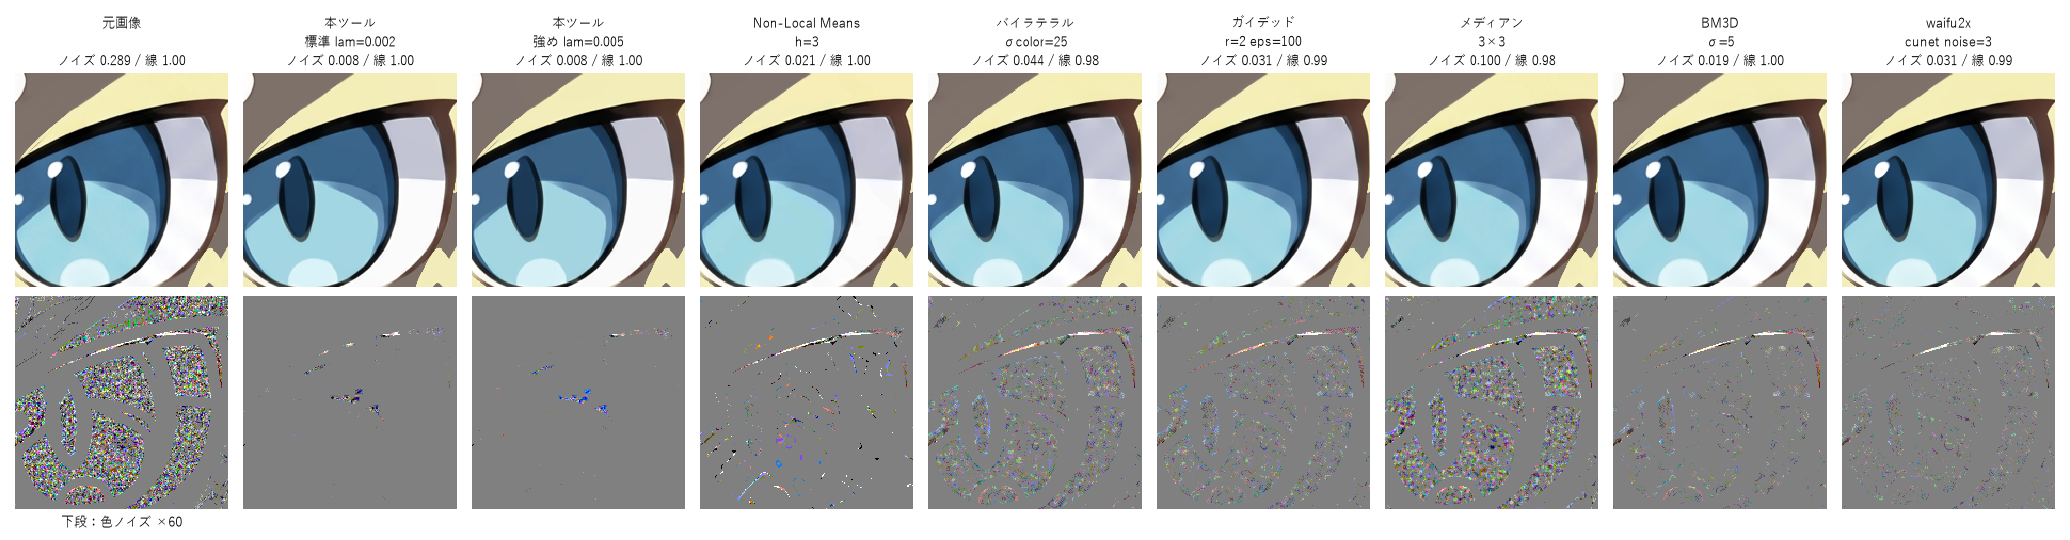 元画像
ノイズ 0.289 / 線 1.00
本ツール
標準 lam=0.002
ノイズ 0.008 / 線 1.00
本ツール
強め lam=0.005
ノイズ 0.008 / 線 1.00
Non-Local Means
h=3
ノイズ 0.021 / 線 1.00
バイラテラル
σcolor=25
ノイズ 0.044 / 線 0.98
ガイデッド
r=2 eps=100
ノイズ 0.031 / 線 0.99
メディアン
3×3
ノイズ 0.100 / 線 0.98
BM3D
σ=5
ノイズ 0.019 / 線 1.00
waifu2x
cunet noise=3
ノイズ 0.031 / 線 0.99
下段：色ノイズ ×60